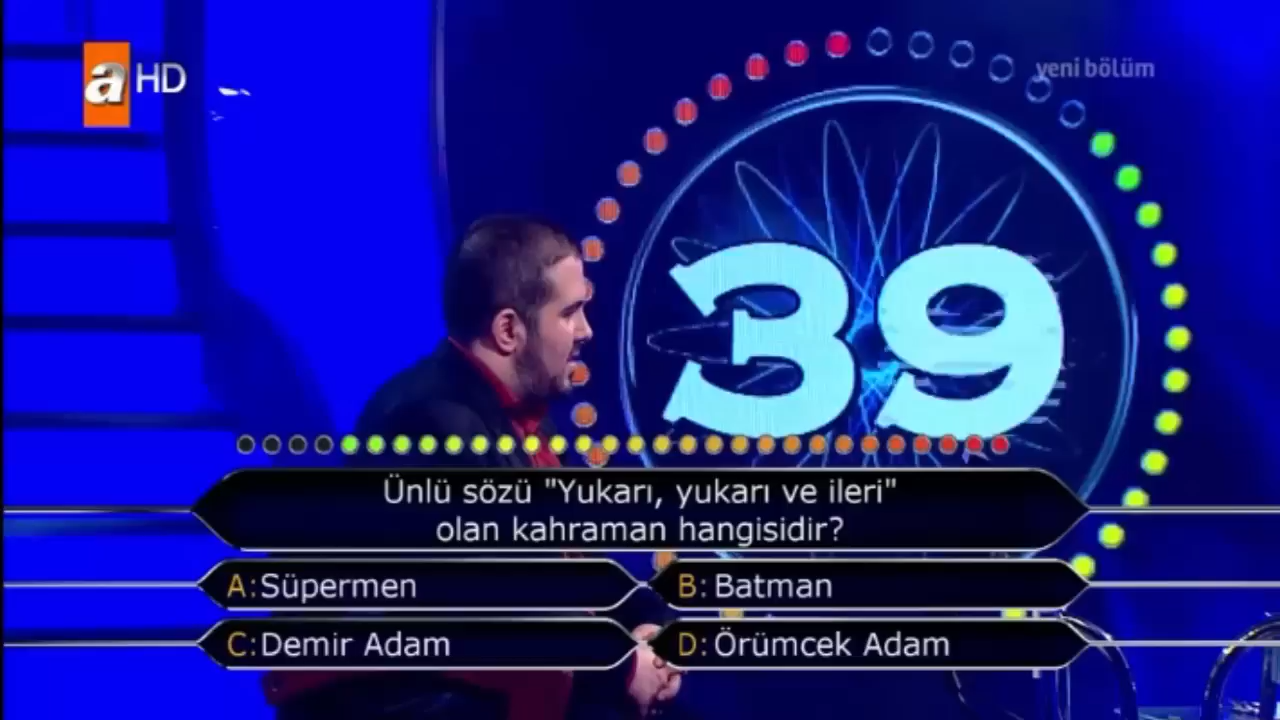 a HD
yeni bölüm
39
Ünlü sözü "Yukarı, yukarı ve ileri"
olan kahraman hangisidir?
A: Süpermen
B: Batman
C: Demir Adam
D: Örümcek Adam